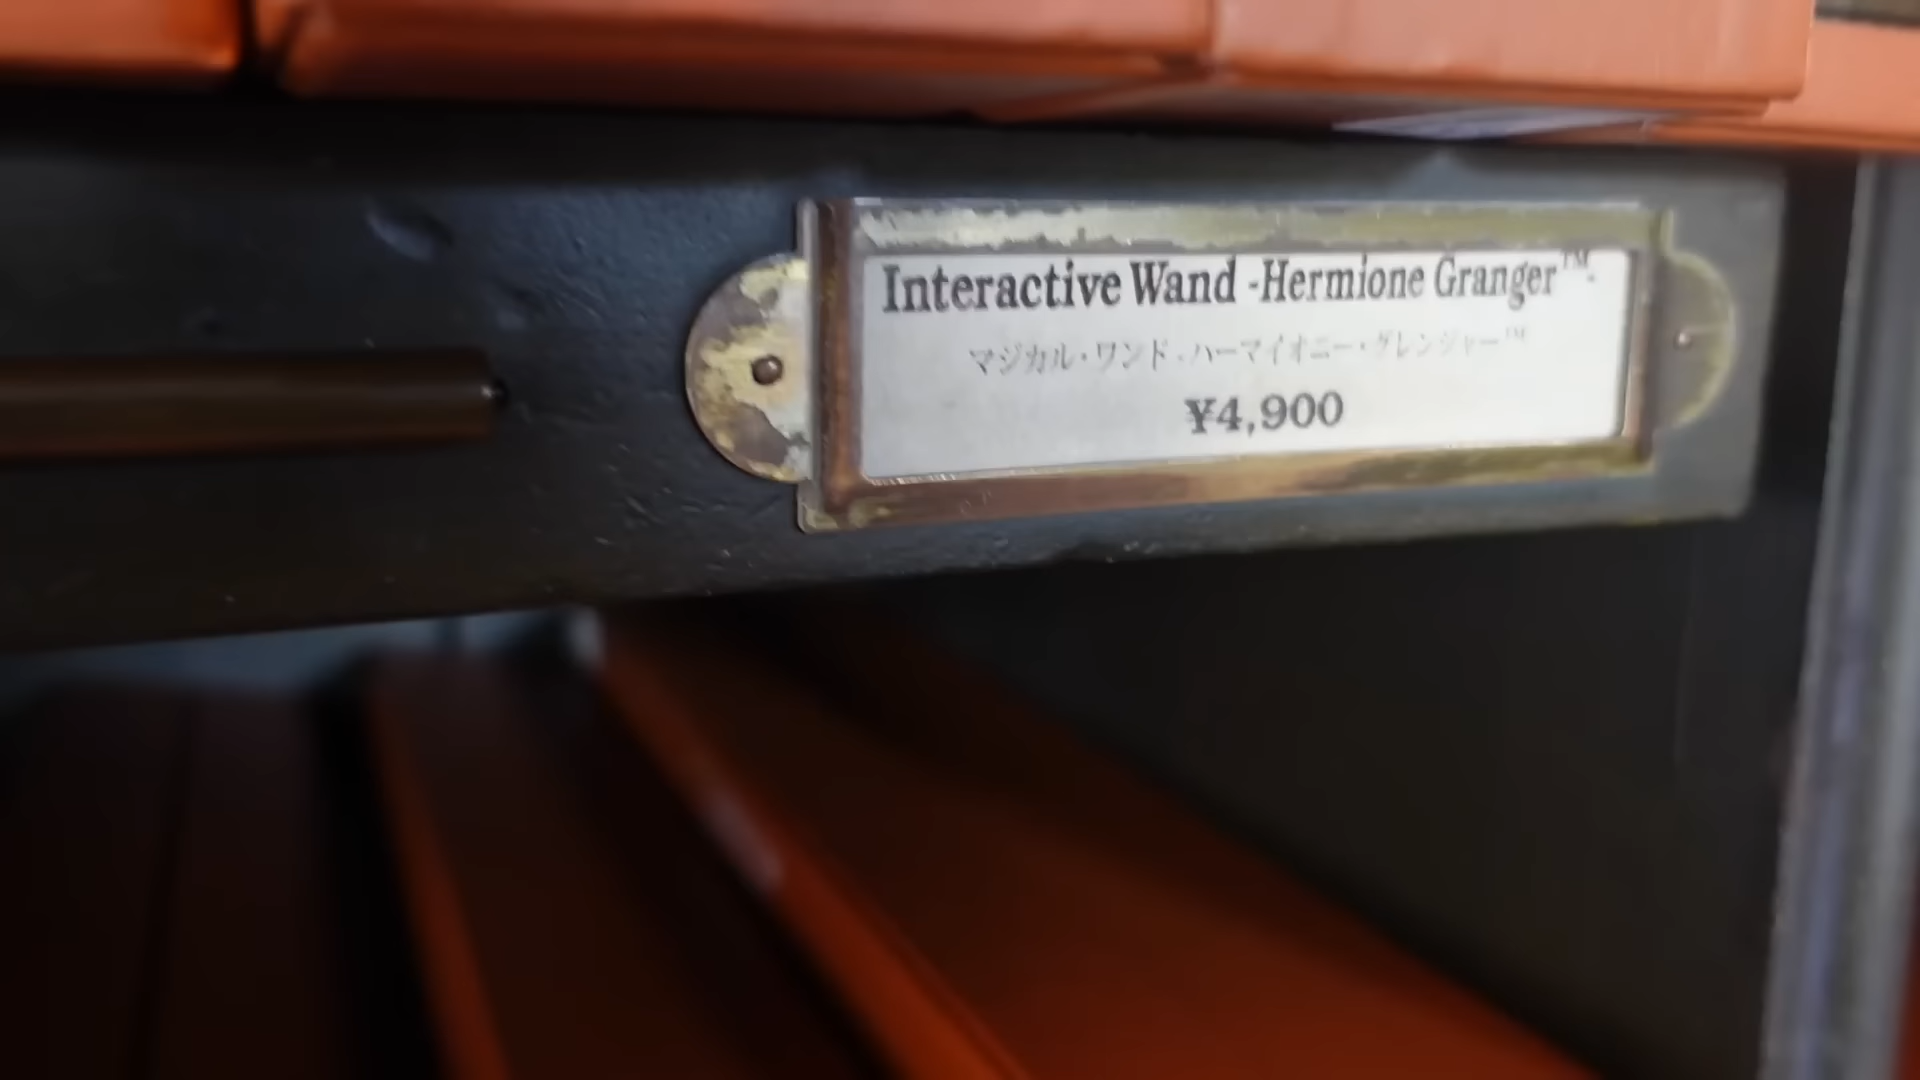 Interactive Wand -Hermione Granger™-
マジカル・ワンド - ハーマイオニー・グレンジャー™
¥4,900